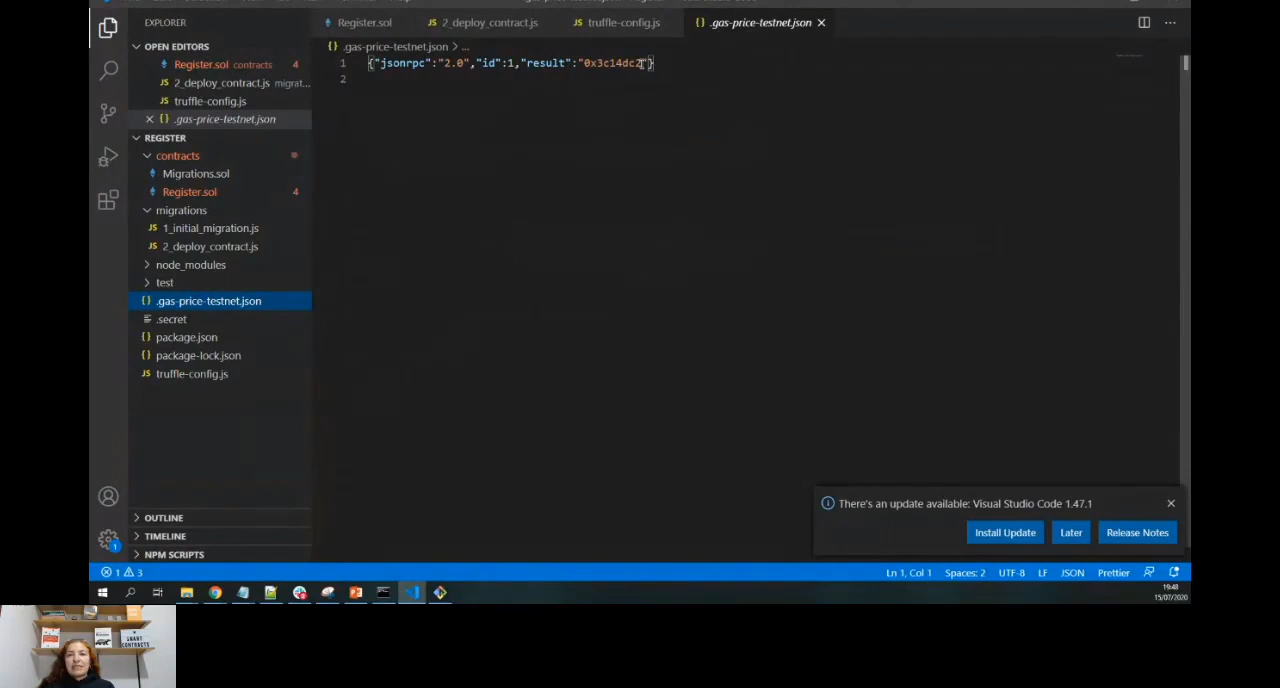 EXPLORER
Register.sol
2_deploy_contract.js
truffle-config.js
.gas-price-testnet.json
OPEN EDITORS
Register.sol contracts 4
2_deploy_contract.js migrat...
truffle-config.js
.gas-price-testnet.json
REGISTER
contracts
Migrations.sol
Register.sol 4
migrations
1_initial_migration.js
2_deploy_contract.js
node_modules
test
.gas-price-testnet.json
.secret
package.json
package-lock.json
truffle-config.js
OUTLINE
TIMELINE
NPM SCRIPTS
.gas-price-testnet.json > ...
1 {"jsonrpc":"2.0","id":1,"result":"0x3c14dc2"}
2
There's an update available: Visual Studio Code 1.47.1
Install Update Later Release Notes
1
1 3
Ln 1, Col 1 Spaces: 2 UTF-8 LF JSON Prettier
19:48
15/07/2020
SMART
CONTRACTS